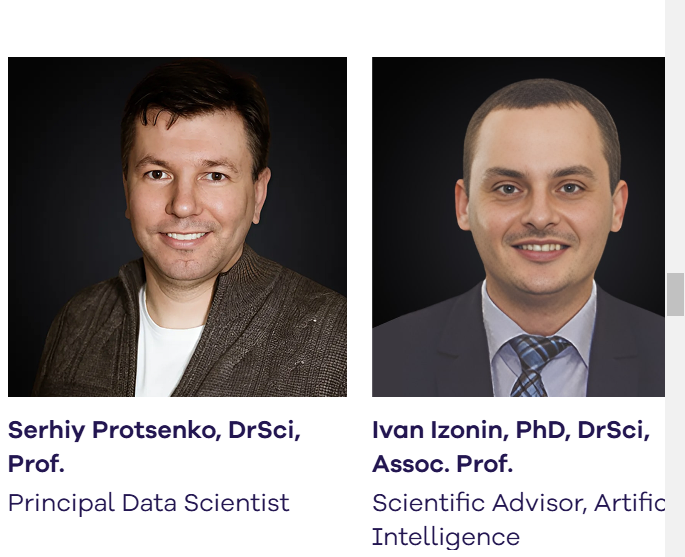 Serhiy Protsenko, DrSci,
Prof.
Principal Data Scientist
Ivan Izonin, PhD, DrSci,
Assoc. Prof.
Scientific Advisor, Artific
Intelligence